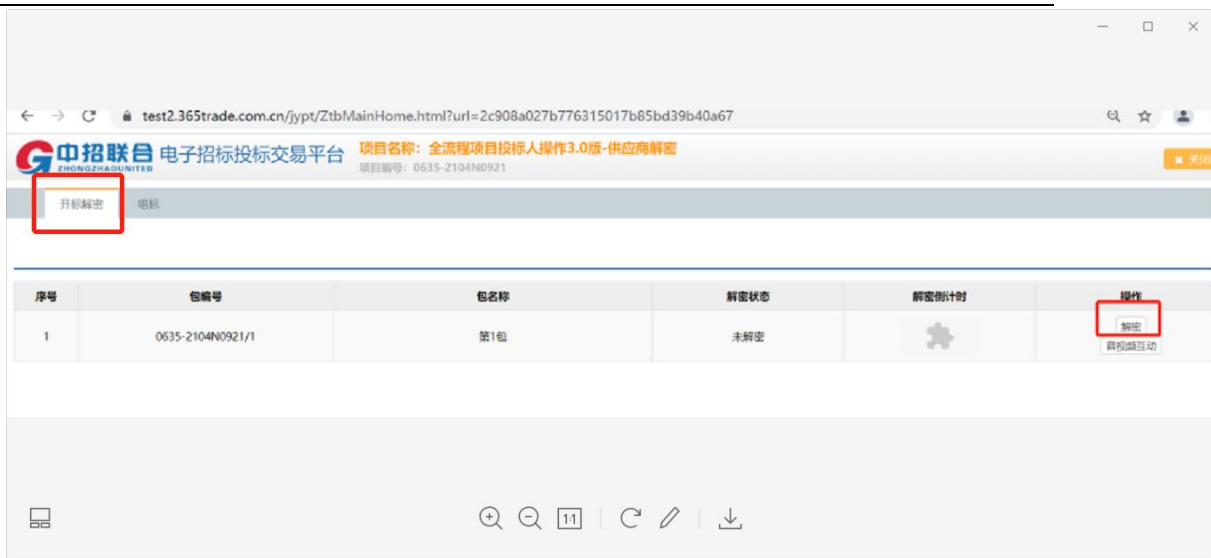 test2.365trade.com.cn/jypt/ZtbMainHome.html?url=2c908a027b776315017b85bd39b40a67
中招联合 电子招标投标交易平台
ZHONGZHAOUNITED
项目名称：全流程项目投标人操作3.0版-供应商解密
项目编号：0635-2104N0921
关闭
开标解密 唱标
序号 包编号 包名称 解密状态 解密倒计时 操作
1 0635-2104N0921/1 第1包 未解密 解密
音视频互动
1:1